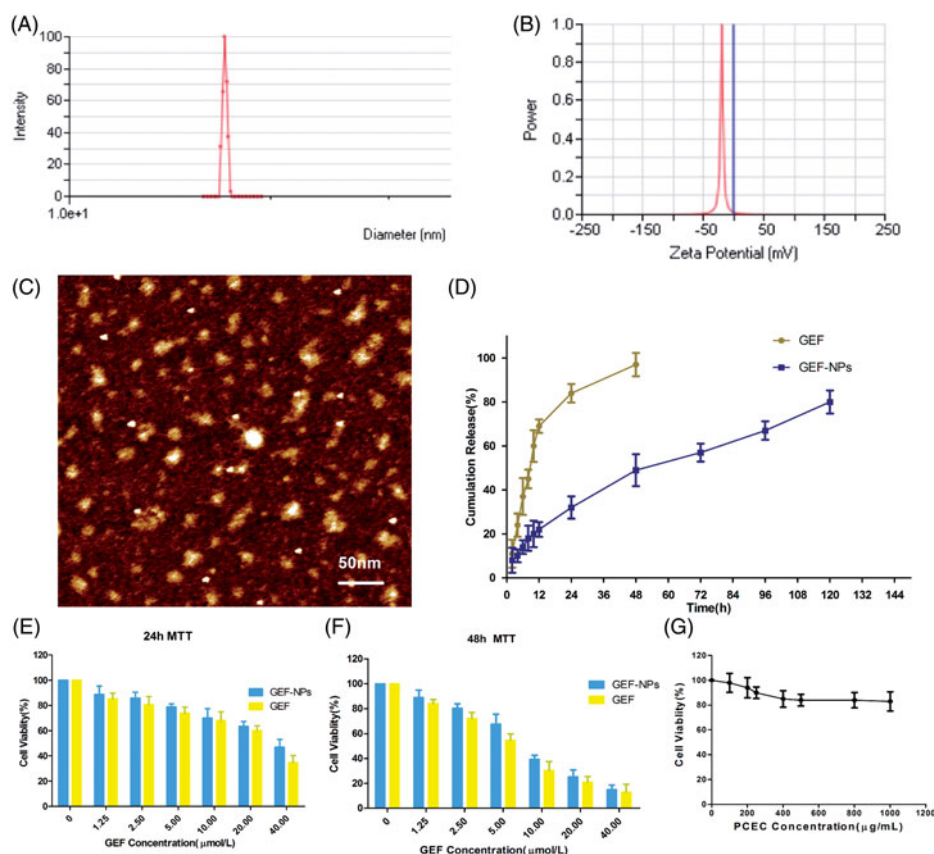 (A)
100
80
60
40
20
0
Intensity
1.0e+1
Diameter (nm)
(B)
1.0
0.8
0.6
0.4
0.2
0.0
Power
-250 -150 -50 50 150 250
Zeta Potential (mV)
(C)
50nm
(D)
GEF
GEF-NPs
100
80
60
40
20
0
Cumulation Release(%)
0 12 24 36 48 60 72 84 96 108 120 132 144
Time(h)
(E)
24h MTT
120
100
80
60
40
20
0
Cell Viablity(%)
GEF-NPs
GEF
0 1.25 2.50 5.00 10.00 20.00 40.00
GEF Concentration(μmol/L)
(F)
48h MTT
120
100
80
60
40
20
0
Cell Viablity(%)
GEF-NPs
GEF
0 1.25 2.50 5.00 10.00 20.00 40.00
GEF Concentration(μmol/L)
(G)
120
100
80
60
40
20
0
Cell Viablity(%)
0 200 400 600 800 1000 1200
PCEC Concentration(μg/mL)